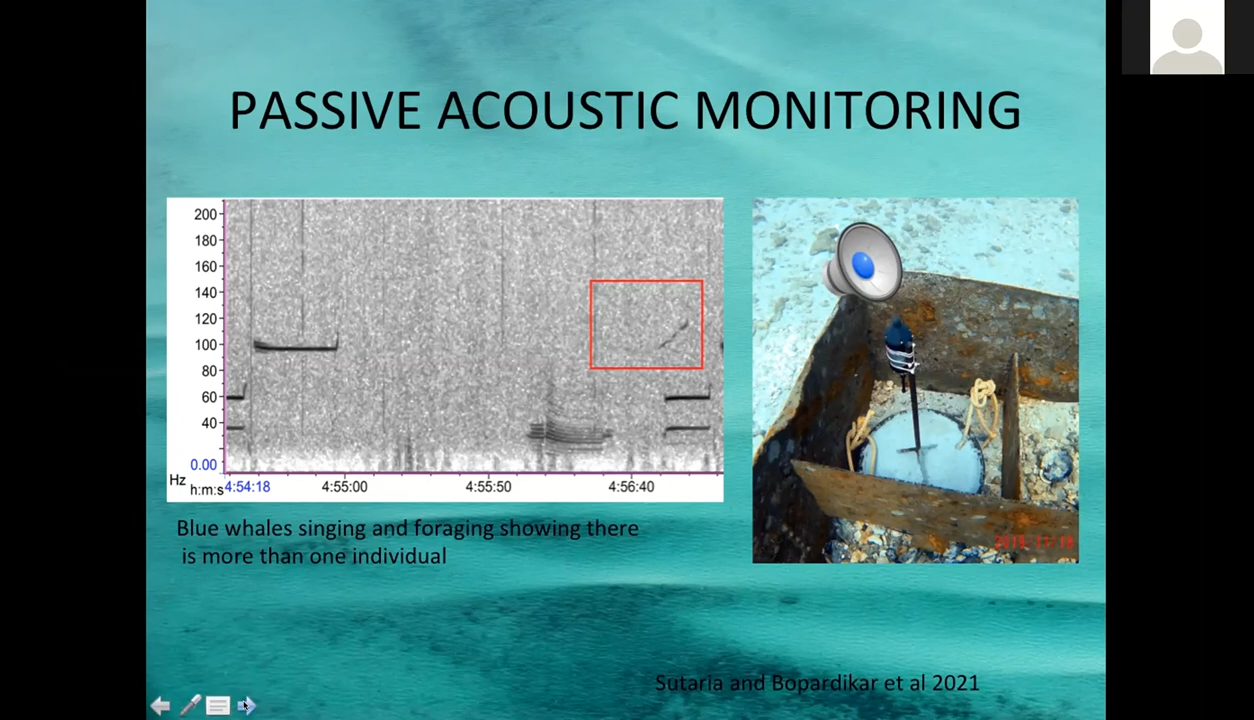 PASSIVE ACOUSTIC MONITORING
200
180
160
140
120
100
80
60
40
0.00
Hz
h:m:s
4:54:18
4:55:00
4:55:50
4:56:40
Blue whales singing and foraging showing there
is more than one individual
Sutaria and Bopardikar et al 2021